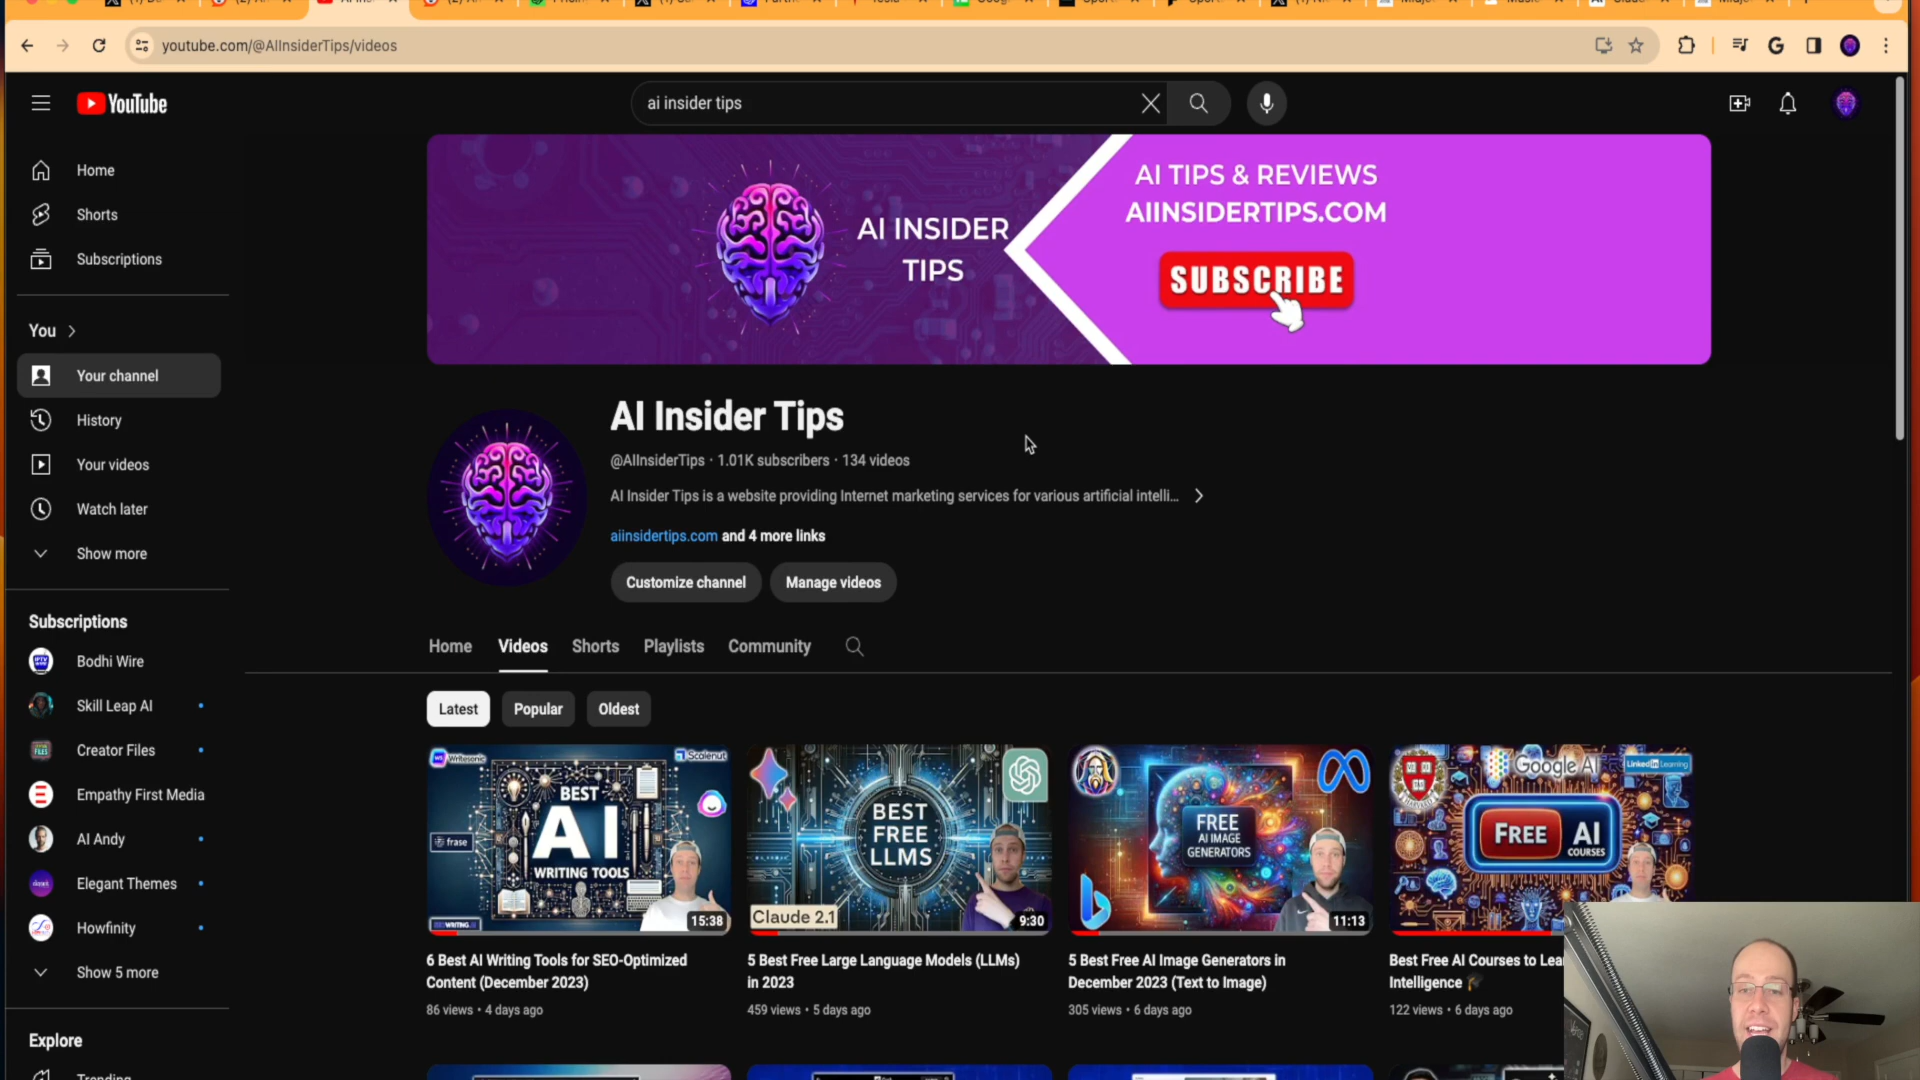 youtube.com/@AIInsiderTips/videos
YouTube
ai insider tips
Home
Shorts
Subscriptions
You
Your channel
History
Your videos
Watch later
Show more
Subscriptions
Bodhi Wire
Skill Leap AI
Creator Files
Empathy First Media
AI Andy
Elegant Themes
Howfinity
Show 5 more
Explore
Trending
AI INSIDER
TIPS
AI TIPS & REVIEWS
AIINSIDERTIPS.COM
SUBSCRIBE
AI Insider Tips
@AIInsiderTips · 1.01K subscribers · 134 videos
AI Insider Tips is a website providing Internet marketing services for various artificial intelli...
aiinsidertips.com and 4 more links
Customize channel Manage videos
Home Videos Shorts Playlists Community
Latest Popular Oldest
Writesonic
Scalenut
BEST
AI
WRITING TOOLS
frase
WRITING
15:38
BEST
FREE
LLMS
Claude 2.1
9:30
FREE
AI IMAGE
GENERATORS
11:13
Google AI
LinkedIn Learning
FREE AI
COURSES
6 Best AI Writing Tools for SEO-Optimized
Content (December 2023)
86 views · 4 days ago
5 Best Free Large Language Models (LLMs)
in 2023
459 views · 5 days ago
5 Best Free AI Image Generators in
December 2023 (Text to Image)
305 views · 6 days ago
Best Free AI Courses to Lea
Intelligence
122 views · 6 days ago